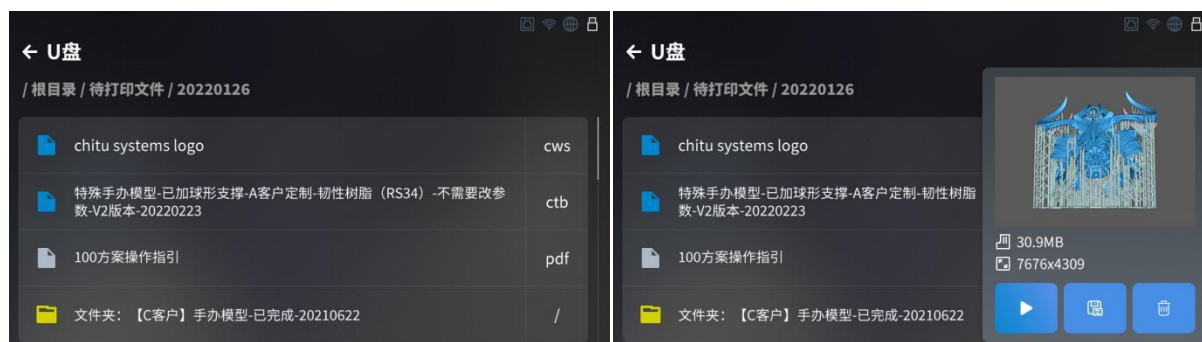 ← U盘
/ 根目录 / 待打印文件 / 20220126
chitu systems logo cws
特殊手办模型-已加球形支撑-A客户定制-韧性树脂（RS34）-不需要改参
数-V2版本-20220223 ctb
100方案操作指引 pdf
文件夹：【C客户】手办模型-已完成-20210622 /
← U盘
/ 根目录 / 待打印文件 / 20220126
chitu systems logo
特殊手办模型-已加球形支撑-A客户定制-韧性树脂
数-V2版本-20220223
100方案操作指引
文件夹：【C客户】手办模型-已完成-20210622
30.9MB
7676x4309